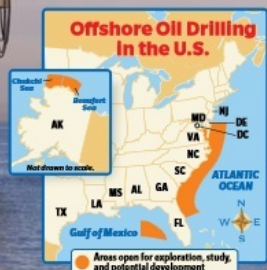 Offshore Oil Drilling
in the U.S.
Chukchi
Sea
Beaufort
Sea
AK
Not drawn to scale.
MD
NJ
DE
DC
VA
NC
SC
ATLANTIC
OCEAN
MS
AL
GA
LA
TX
FL
Gulf of Mexico
N
W
E
S
Areas open for exploration, study,
and potential development